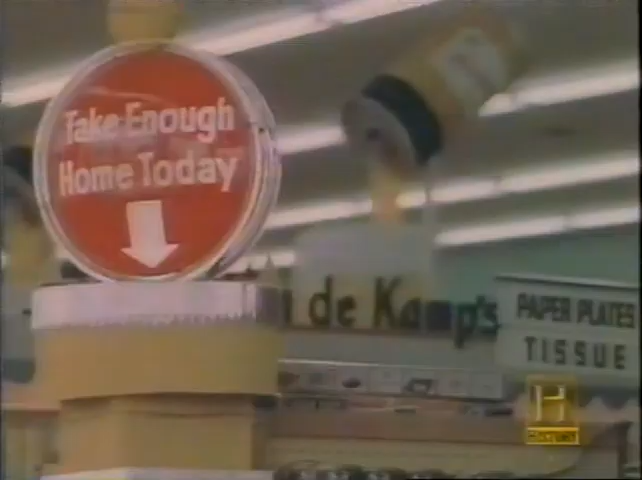 Take Enough
Home Today
i de Kamp's
PAPER PLATES
TISSUE
H
HISTORY